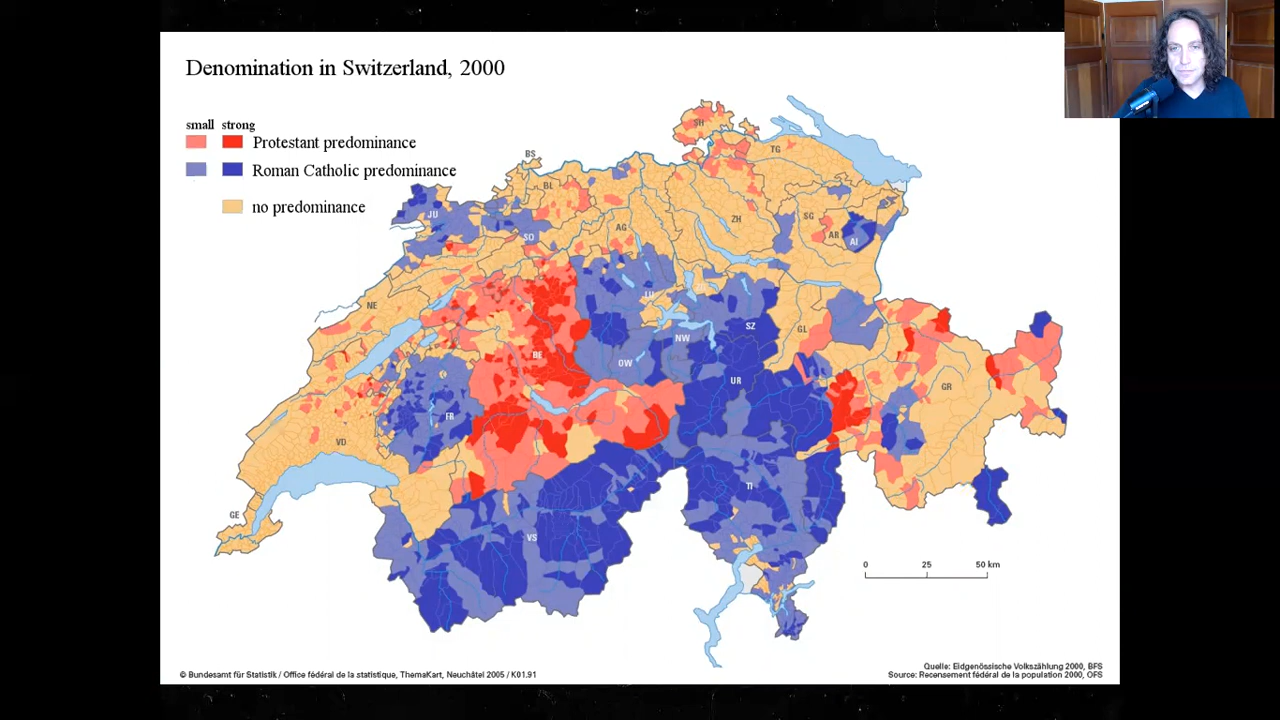 Denomination in Switzerland, 2000
small strong
Protestant predominance
Roman Catholic predominance
no predominance
SH
BS
TG
BL
JU
SO
AG
ZH
SG
AR
AI
NE
LU
SZ
GL
NW
BE
OW
UR
GR
FR
VD
TI
GE
VS
0 25 50 km
© Bundesamt für Statistik / Office fédéral de la statistique, ThemaKart, Neuchâtel 2005 / K01.91
Quelle: Eidgenössische Volkszählung 2000, BFS
Source: Recensement fédéral de la population 2000, OFS